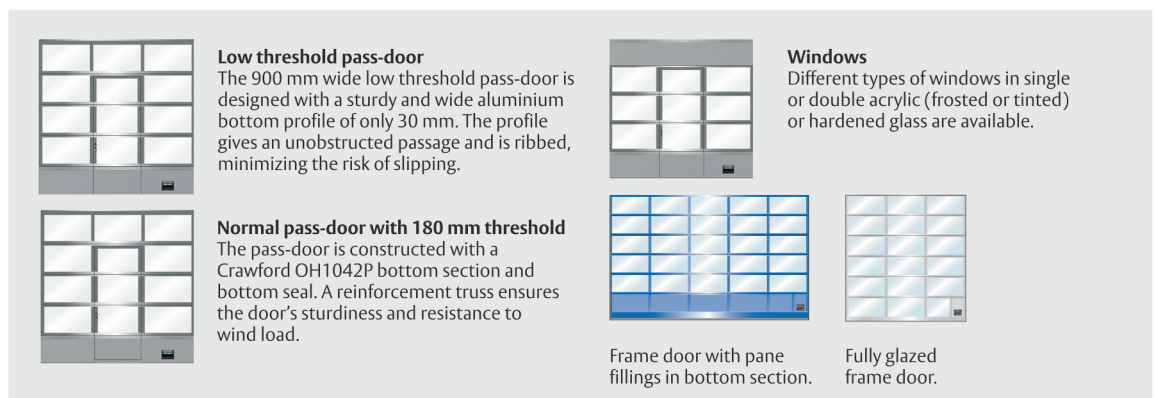 Low threshold pass-door
The 900 mm wide low threshold pass-door is
designed with a sturdy and wide aluminium
bottom profile of only 30 mm. The profile
gives an unobstructed passage and is ribbed,
minimizing the risk of slipping.
Normal pass-door with 180 mm threshold
The pass-door is constructed with a
Crawford OH1042P bottom section and
bottom seal. A reinforcement truss ensures
the door's sturdiness and resistance to
wind load.
Windows
Different types of windows in single
or double acrylic (frosted or tinted)
or hardened glass are available.
Frame door with pane
fillings in bottom section.
Fully glazed
frame door.